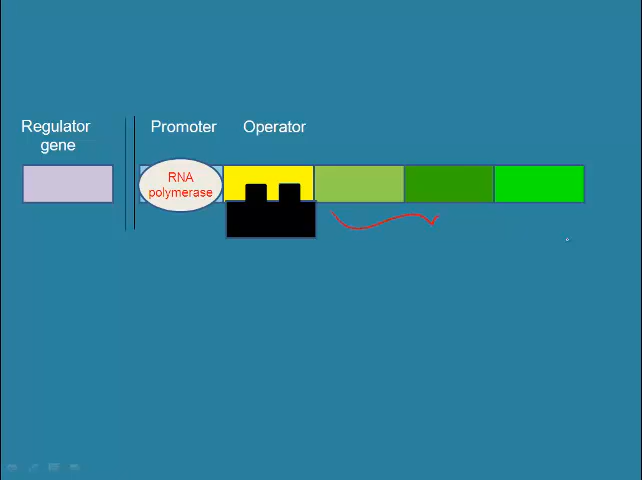 Regulator
gene
Promoter
Operator
RNA
polymerase